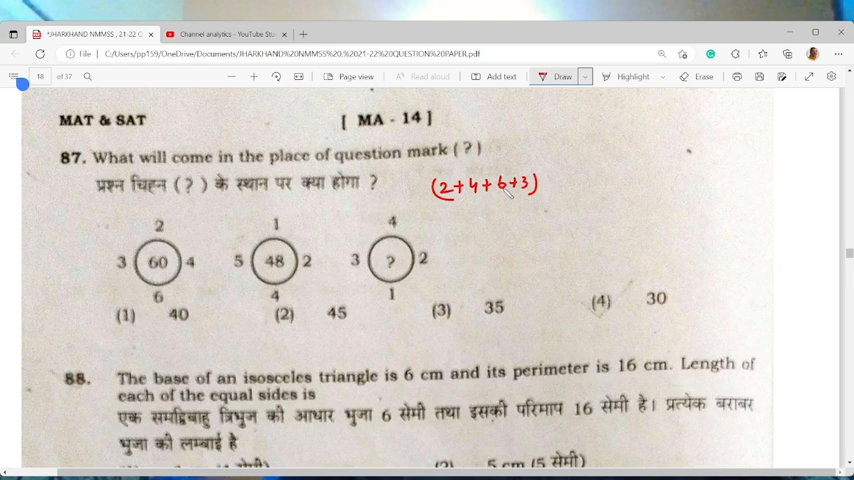 *JHARKHAND NMMSS , 21-22 Q
Channel analytics - YouTube Stu
File
C:/Users/pp159/OneDrive/Documents/JHARKHAND%20NMMSS%20,%2021-22%20QUESTION%20PAPER.pdf
18 of 37
Page view
Read aloud
Add text
Draw
Highlight
Erase
MAT & SAT [ MA - 14 ]
87. What will come in the place of question mark ( ? )
प्रश्न चिह्न ( ? ) के स्थान पर क्या होगा ?
(2+4+6+3)
2 1 4
3 60 4 5 48 2 3 ? 2
6 4 1
(1) 40 (2) 45 (3) 35 (4) 30
88. The base of an isosceles triangle is 6 cm and its perimeter is 16 cm. Length of
each of the equal sides is
एक समद्विबाहु त्रिभुज की आधार भुजा 6 सेमी तथा इसकी परिमाप 16 सेमी है। प्रत्येक बराबर
भुजा की लम्बाई है
5 cm (5 सेमी)